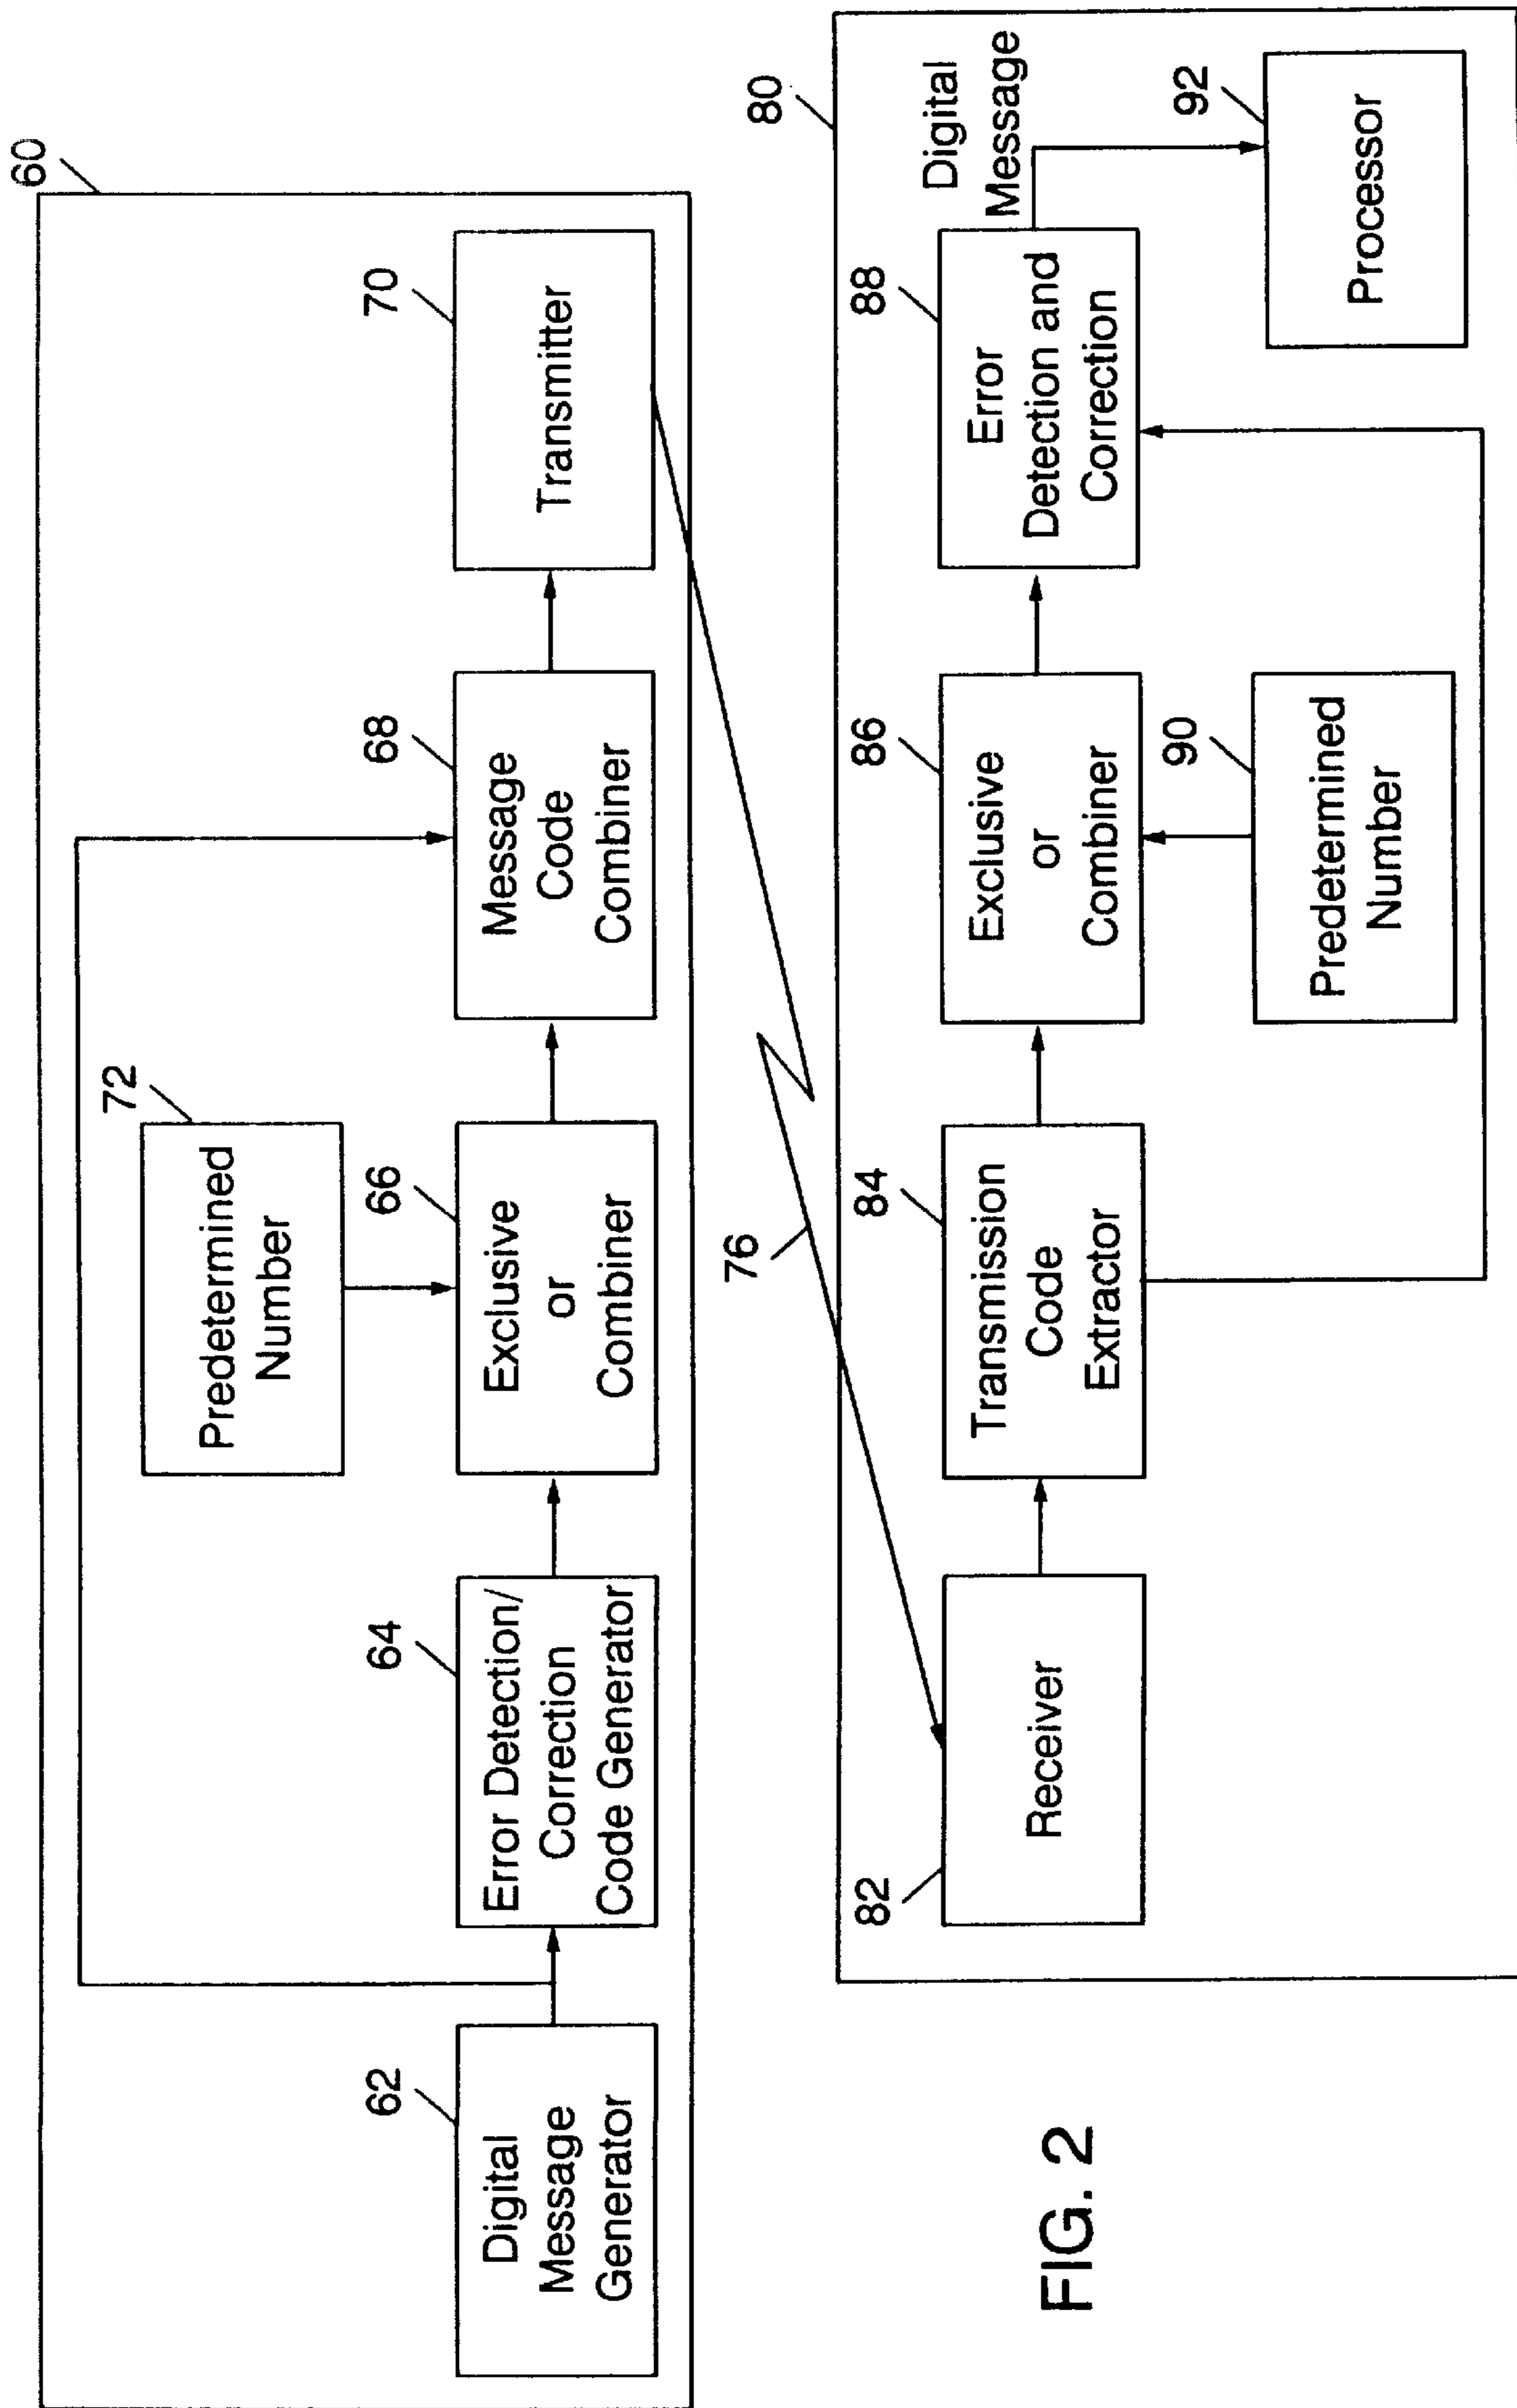 60
72
Predetermined
Number
62
Digital
Message
Generator
64
Error Detection/
Correction
Code Generator
66
Exclusive
or
Combiner
68
Message
Code
Combiner
70
Transmitter
76
80
82
Receiver
84
Transmission
Code
Extractor
86
Exclusive
or
Combiner
88
Error
Detection and
Correction
Digital
Message
90
Predetermined
Number
92
Processor
FIG. 2